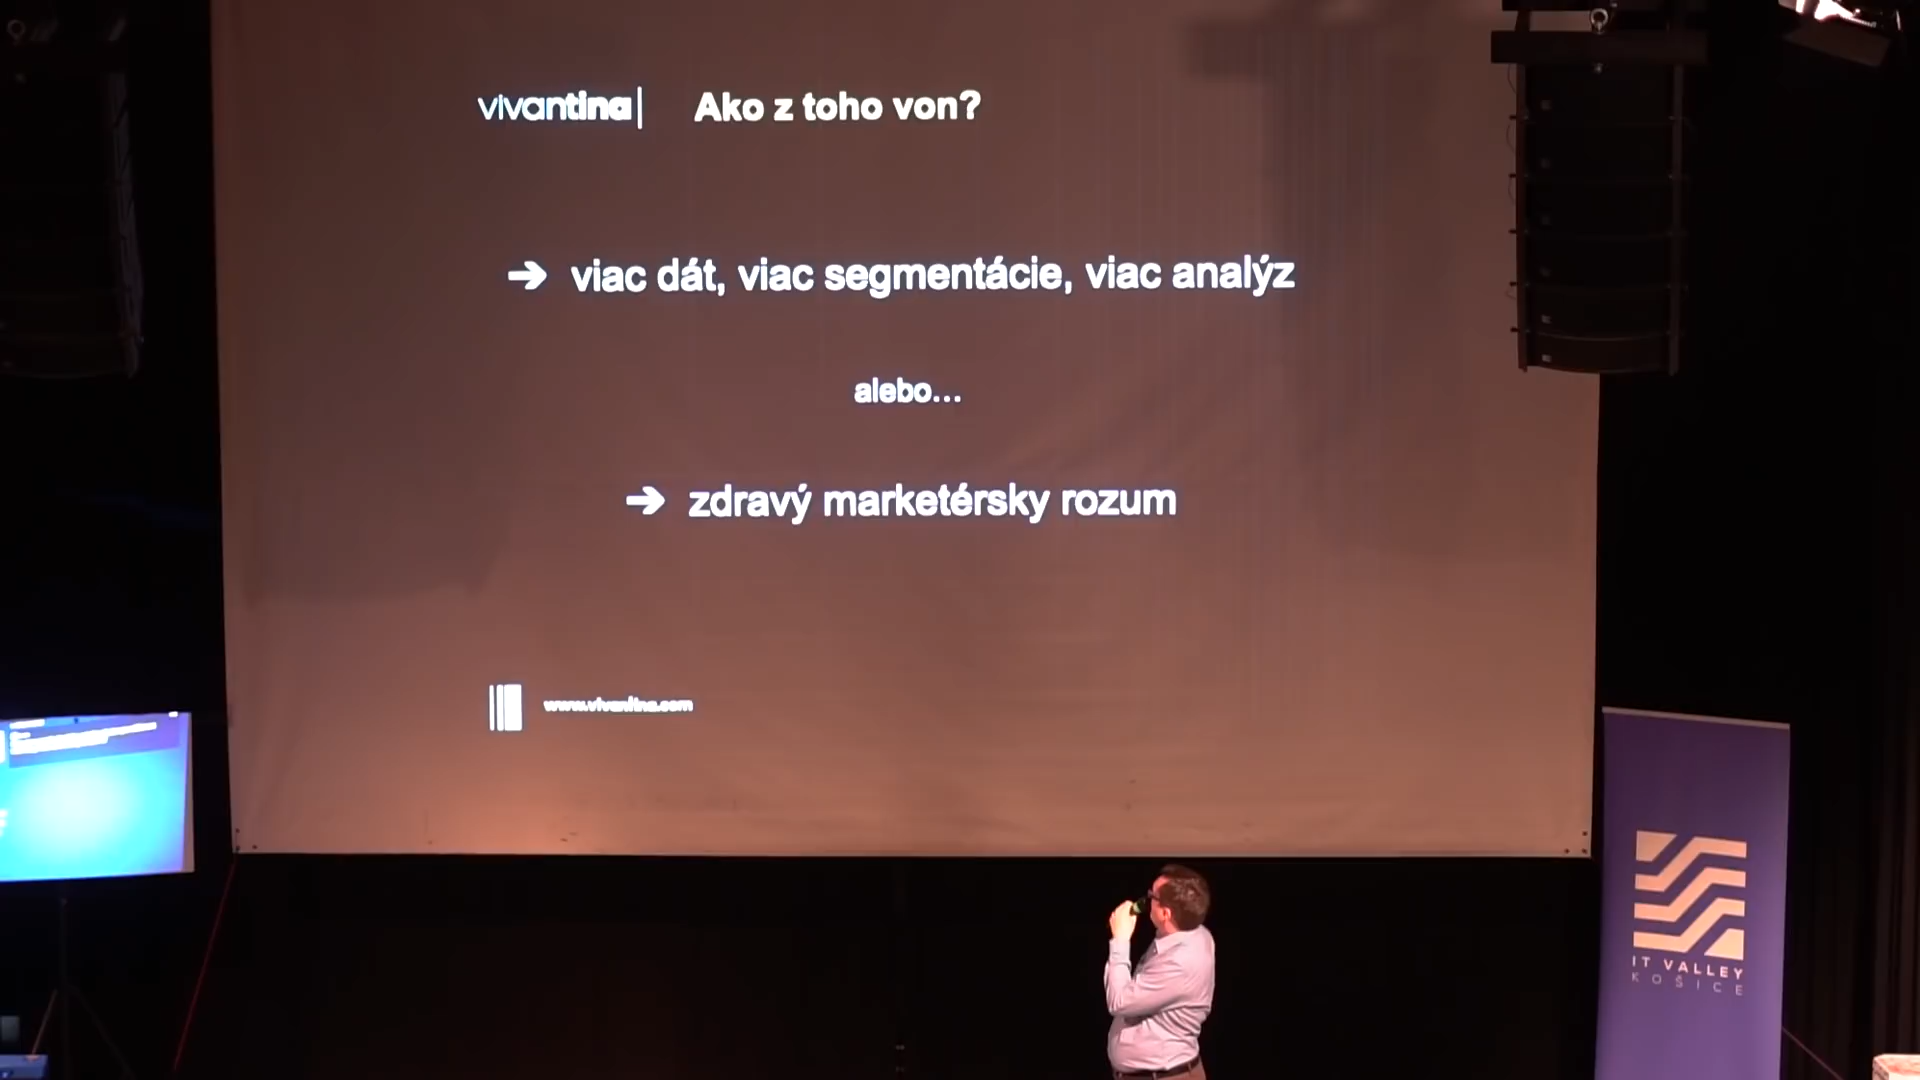 vivantina| Ako z toho von?
➔ viac dát, viac segmentácie, viac analýz
alebo...
➔ zdravý marketérsky rozum
www.vivantina.com
IT VALLEY
KOŠICE